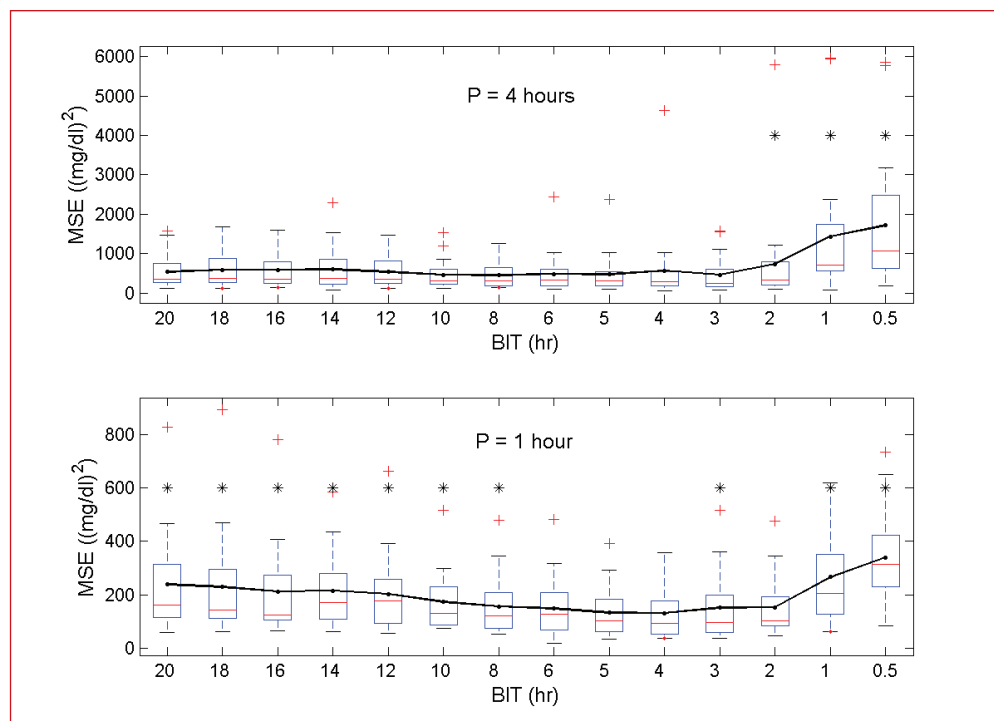 6000
5000
4000
3000
2000
1000
0
MSE ((mg/dl)²)
P = 4 hours
20 18 16 14 12 10 8 6 5 4 3 2 1 0.5
BIT (hr)
800
600
400
200
0
MSE ((mg/dl)²)
P = 1 hour
20 18 16 14 12 10 8 6 5 4 3 2 1 0.5
BIT (hr)